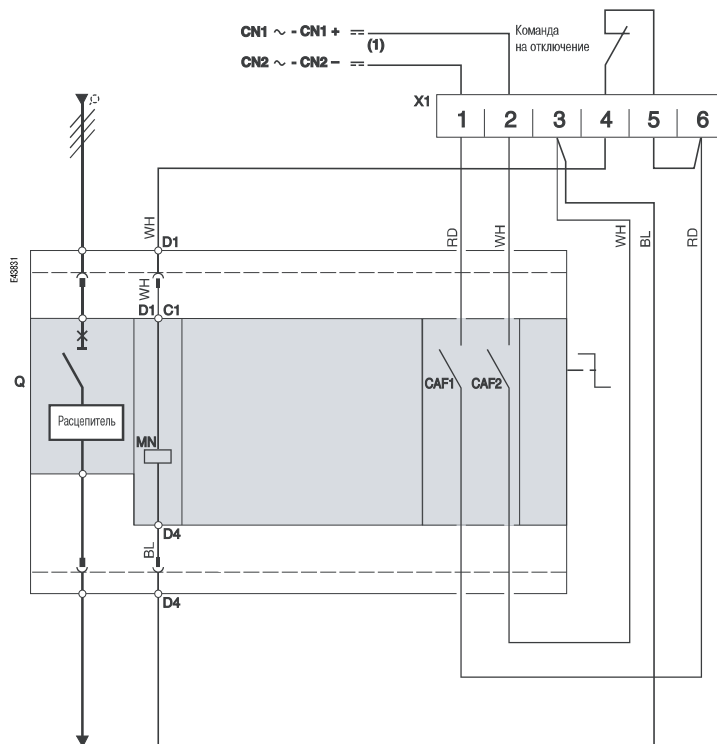 CN1 ~ - CN1 +
(1)
CN2 ~ - CN2 –
Команда
на отключение
X1
1 2 3 4 5 6
WH
D1
RD
WH
WH
BL
RD
E43831
WH
D1 C1
Q
CAF1
CAF2
Расцепитель
MN
D4
BL
D4